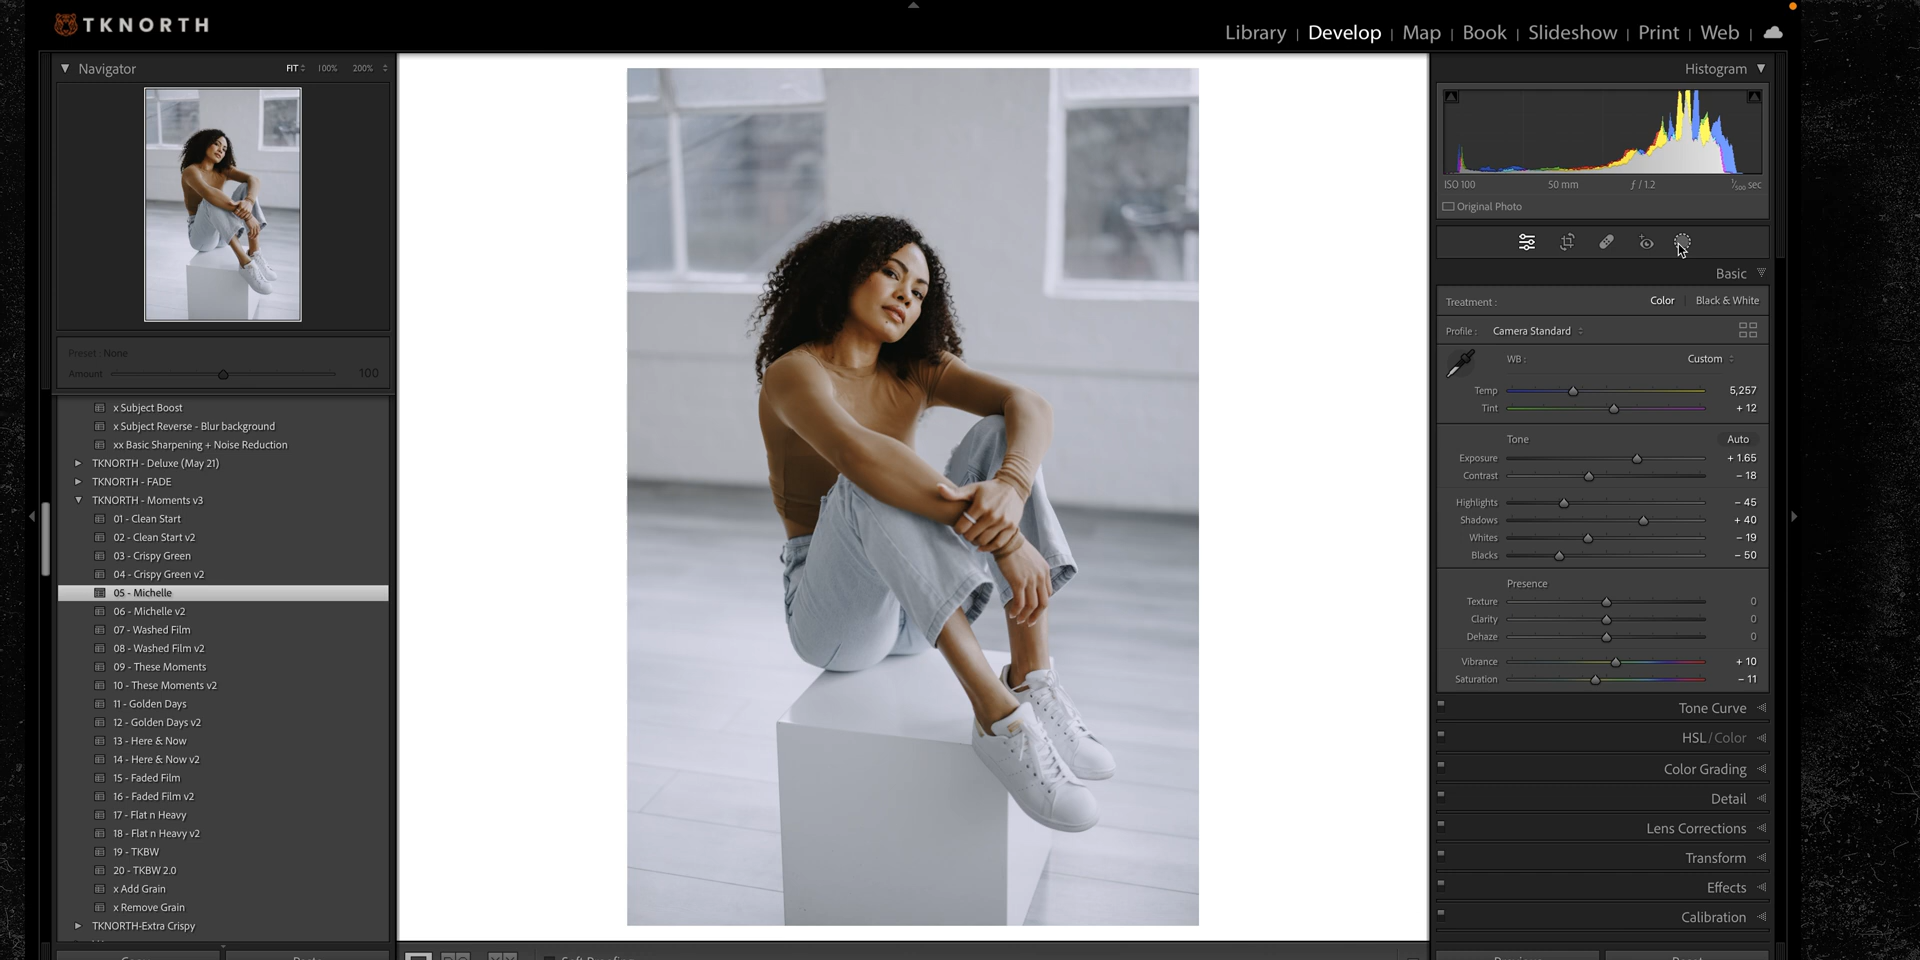 TKNORTH
Library | Develop | Map | Book | Slideshow | Print | Web |
Navigator FIT 100% 200%
Preset : None
Amount 100
x Subject Boost
x Subject Reverse - Blur background
xx Basic Sharpening + Noise Reduction
TKNORTH - Deluxe (May 21)
TKNORTH - FADE
TKNORTH - Moments v3
01 - Clean Start
02 - Clean Start v2
03 - Crispy Green
04 - Crispy Green v2
05 - Michelle
06 - Michelle v2
07 - Washed Film
08 - Washed Film v2
09 - These Moments
10 - These Moments v2
11 - Golden Days
12 - Golden Days v2
13 - Here & Now
14 - Here & Now v2
15 - Faded Film
16 - Faded Film v2
17 - Flat n Heavy
18 - Flat n Heavy v2
19 - TKBW
20 - TKBW 2.0
x Add Grain
x Remove Grain
TKNORTH-Extra Crispy
Histogram
ISO 100 50 mm ƒ / 1.2 1/500 sec
Original Photo
Basic
Treatment : Color | Black & White
Profile : Camera Standard
WB : Custom
Temp 5,257
Tint + 12
Tone Auto
Exposure + 1.65
Contrast − 18
Highlights − 45
Shadows + 40
Whites − 19
Blacks − 50
Presence
Texture 0
Clarity 0
Dehaze 0
Vibrance + 10
Saturation − 11
Tone Curve
HSL / Color
Color Grading
Detail
Lens Corrections
Transform
Effects
Calibration